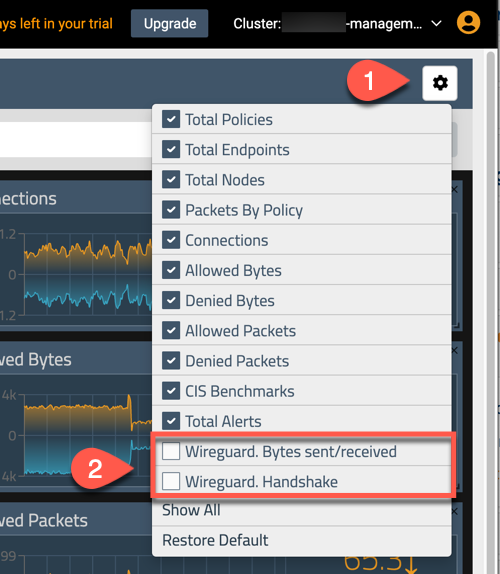 ays left in your trial
Upgrade
Cluster: -managem...
1
Total Policies
Total Endpoints
Total Nodes
Packets By Policy
Connections
Allowed Bytes
Denied Bytes
Allowed Packets
Denied Packets
CIS Benchmarks
Total Alerts
Wireguard. Bytes sent/received
Wireguard. Handshake
Show All
Restore Default
2
nections
1.2
0
1.2
wed Bytes
4k
0
4k
wed Packets
99
65.3